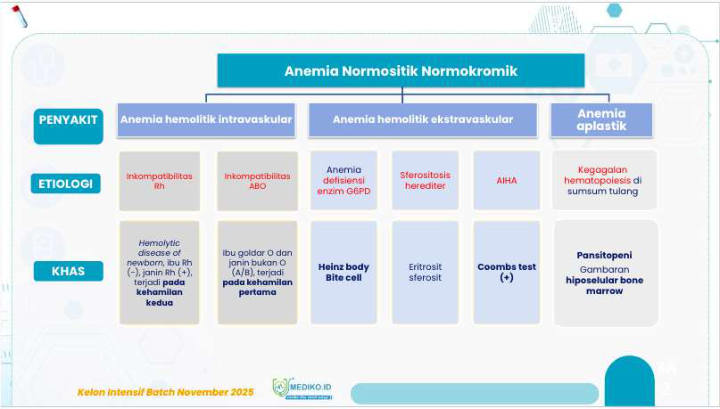 Anemia Normositik Normokromik
PENYAKIT
Anemia hemolitik intravaskular
Anemia hemolitik ekstravaskular
Anemia
aplastik
ETIOLOGI
Inkompatibilitas
Rh
Inkompatibilitas
ABO
Anemia
defisiensi
enzim G6PD
Sferositosis
herediter
AIHA
Kegagalan
hematopoiesis di
sumsum tulang
KHAS
Hemolytic
disease of
newborn, ibu Rh
(-), janin Rh (+),
terjadi pada
kehamilan
kedua
Ibu goldar O dan
janin bukan O
(A/B), terjadi
pada kehamilan
pertama
Heinz body
Bite cell
Eritrosit
sferosit
Coombs test
(+)
Pansitopeni
Gambaran
hiposelular bone
marrow
Kelon Intensif Batch November 2025
MEDIKO.ID